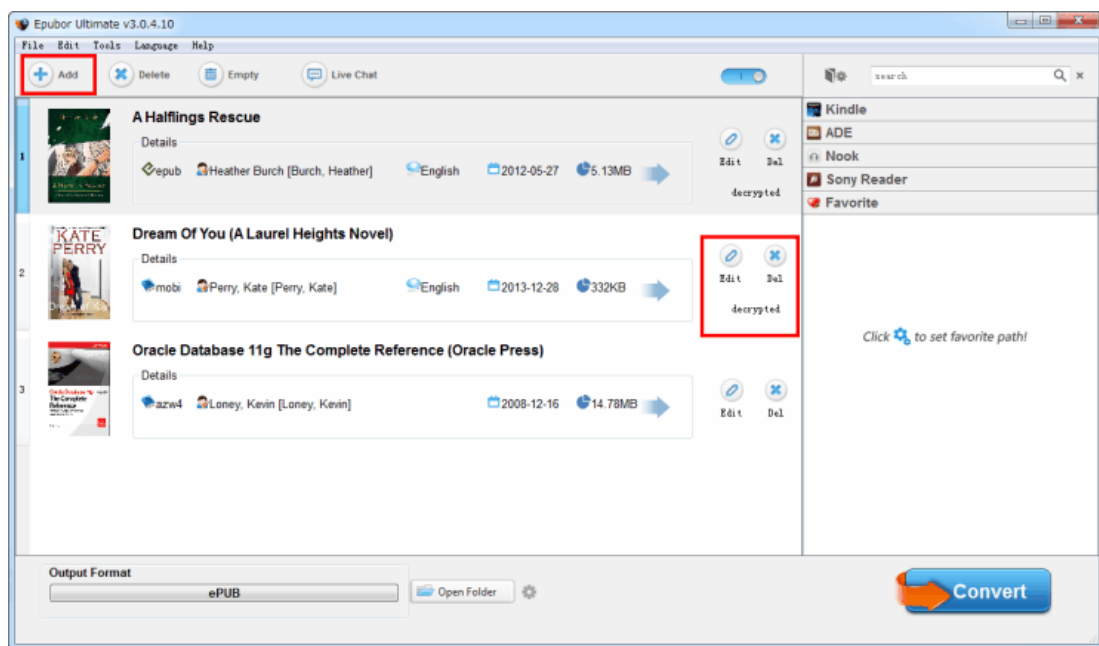 Epubor Ultimate v3.0.4.10
File Edit Tools Language Help
Add Delete Empty Live Chat
search
Kindle
ADE
Nook
Sony Reader
Favorite
Click to set favorite path!
1
A Halflings Rescue
Details
epub Heather Burch [Burch, Heather] English 2012-05-27 5.13MB
Edit Del
decrypted
2
KATE
PERRY
Dream Of You (A Laurel Heights Novel)
Details
mobi Perry, Kate [Perry, Kate] English 2013-12-28 332KB
Edit Del
decrypted
3
Oracle Database 11g The Complete Reference (Oracle Press)
Details
azw4 Loney, Kevin [Loney, Kevin] 2008-12-16 14.78MB
Edit Del
Output Format
ePUB
Open Folder
Convert